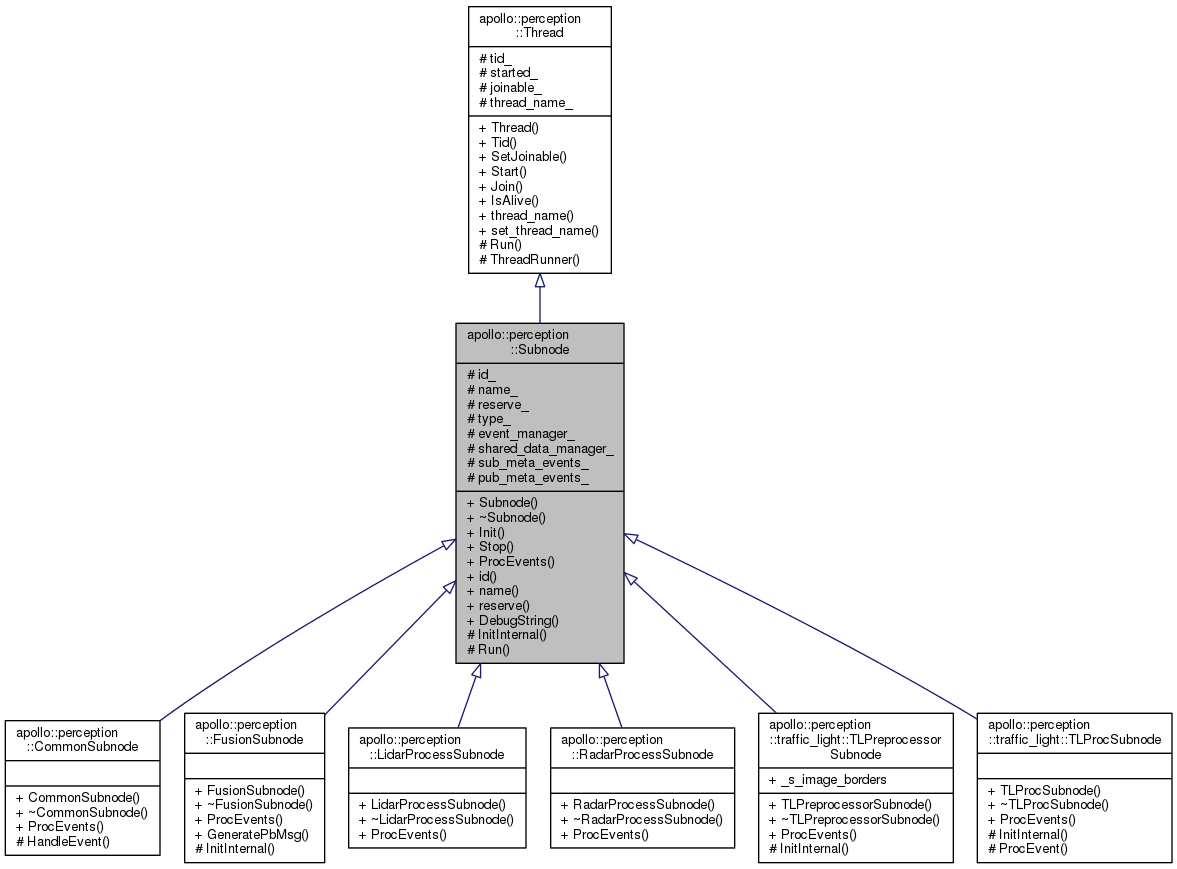 apollo::perception
::Thread
# tid_
# started_
# joinable_
# thread_name_
+ Thread()
+ Tid()
+ SetJoinable()
+ Start()
+ Join()
+ IsAlive()
+ thread_name()
+ set_thread_name()
# Run()
# ThreadRunner()
apollo::perception
::Subnode
# id_
# name_
# reserve_
# type_
# event_manager_
# shared_data_manager_
# sub_meta_events_
# pub_meta_events_
+ Subnode()
+ ~Subnode()
+ Init()
+ Stop()
+ ProcEvents()
+ id()
+ name()
+ reserve()
+ DebugString()
# InitInternal()
# Run()
apollo::perception
::CommonSubnode
+ CommonSubnode()
+ ~CommonSubnode()
+ ProcEvents()
# HandleEvent()
apollo::perception
::FusionSubnode
+ FusionSubnode()
+ ~FusionSubnode()
+ ProcEvents()
+ GeneratePbMsg()
# InitInternal()
apollo::perception
::LidarProcessSubnode
+ LidarProcessSubnode()
+ ~LidarProcessSubnode()
+ ProcEvents()
apollo::perception
::RadarProcessSubnode
+ RadarProcessSubnode()
+ ~RadarProcessSubnode()
+ ProcEvents()
apollo::perception
::traffic_light::TLPreprocessor
Subnode
+ _s_image_borders
+ TLPreprocessorSubnode()
+ ~TLPreprocessorSubnode()
+ ProcEvents()
# InitInternal()
apollo::perception
::traffic_light::TLProcSubnode
+ TLProcSubnode()
+ ~TLProcSubnode()
+ ProcEvents()
# InitInternal()
# ProcEvent()